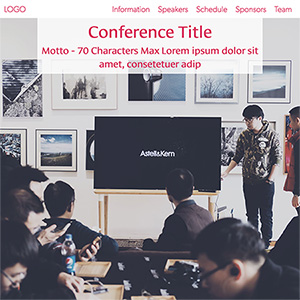 LOGO
Information Speakers Schedule Sponsors Team
Conference Title
Motto - 70 Characters Max Lorem ipsum dolor sit
amet, consetetuer adip
Astell&Kern